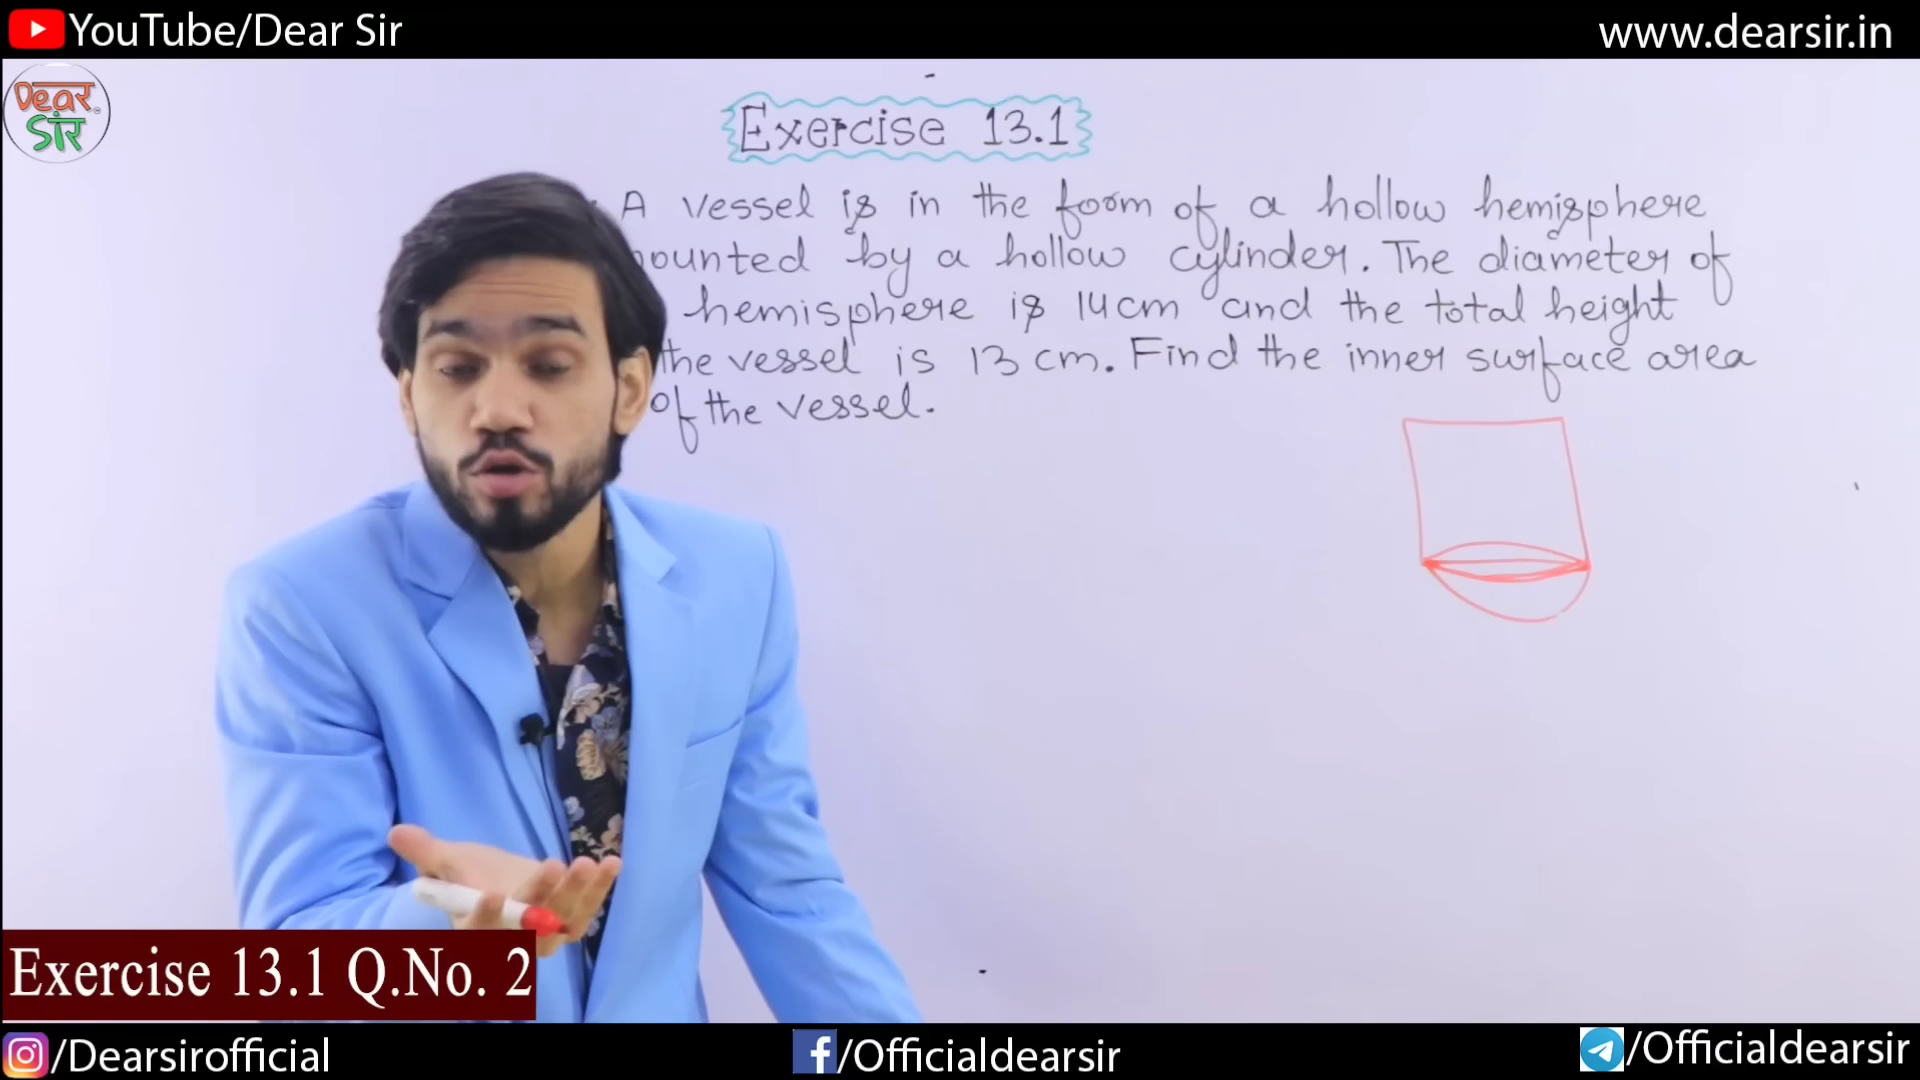 YouTube/Dear Sir
www.dearsir.in
Dear
सर
Exercise 13.1
A vessel is in the form of a hollow hemisphere
mounted by a hollow cylinder. The diameter of
hemisphere is 14 cm and the total height
the vessel is 13 cm. Find the inner surface area
of the vessel.
Exercise 13.1 Q.No. 2
/Dearsirofficial
/Officialdearsir
/Officialdearsir